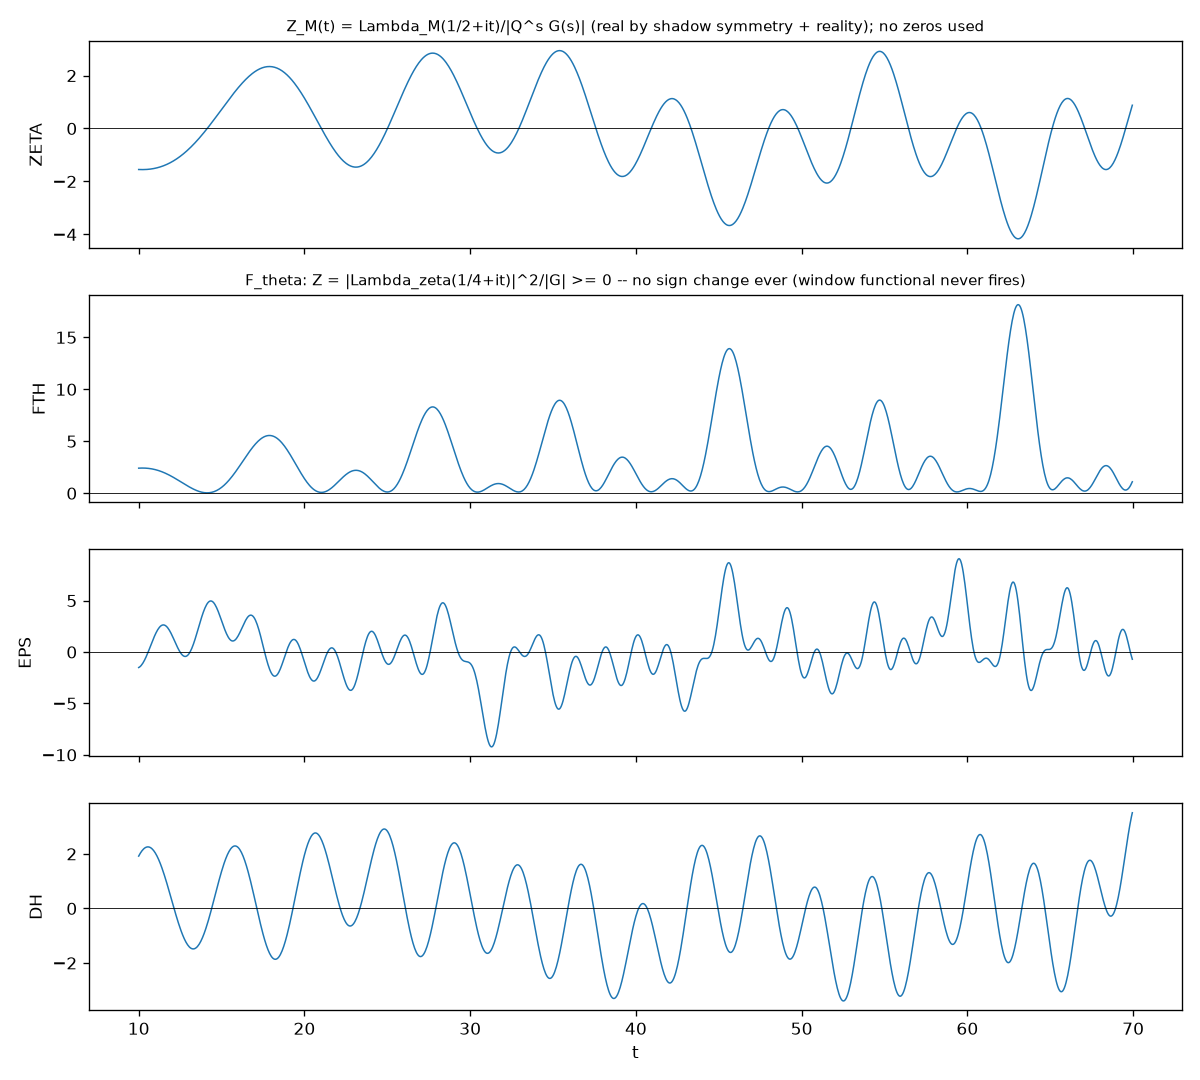 Z_M(t) = Lambda_M(1/2+it)/|Q^s G(s)| (real by shadow symmetry + reality); no zeros used
ZETA
2
0
−2
−4
F_theta: Z = |Lambda_zeta(1/4+it)|^2/|G| >= 0 -- no sign change ever (window functional never fires)
FTH
15
10
5
0
EPS
5
0
−5
−10
DH
2
0
−2
10 20 30 40 50 60 70
t